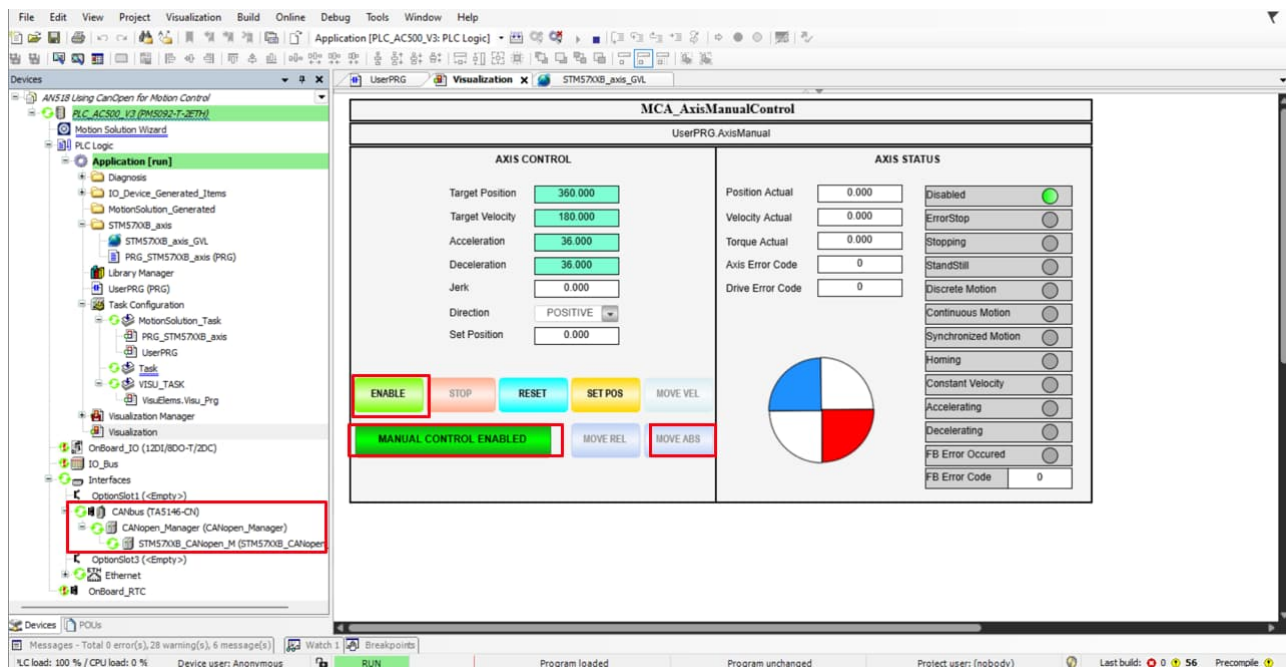 File Edit View Project Visualization Build Online Debug Tools Window Help
Application [PLC_AC500_V3: PLC Logic]
Devices
UserPRG Visualization STM57XXB_axis_GVL
AN518 Using CanOpen for Motion Control
PLC_AC500_V3 (PM5092-T-2ETH)
Motion Solution Wizard
PLC Logic
Application [run]
Diagnosis
IO_Device_Generated_Items
MotionSolution_Generated
STM57XXB_axis
STM57XXB_axis_GVL
PRG_STM57XXB_axis (PRG)
Library Manager
UserPRG (PRG)
Task Configuration
MotionSolution_Task
PRG_STM57XXB_axis
UserPRG
Task
VISU_TASK
VisuElems.Visu_Prg
Visualization Manager
Visualization
OnBoard_IO (12DI/8DO-T/2DC)
IO_Bus
Interfaces
OptionSlot1 (<Empty>)
CANbus (TA5146-CN)
CANopen_Manager (CANopen_Manager)
STM57XXB_CANopen_M (STM57XXB_CANopen
OptionSlot3 (<Empty>)
ETH Ethernet
OnBoard_RTC
Devices POUs
MCA_AxisManualControl
UserPRG.AxisManual
AXIS CONTROL
Target Position 360.000
Target Velocity 180.000
Acceleration 36.000
Deceleration 36.000
Jerk 0.000
Direction POSITIVE
Set Position 0.000
ENABLE STOP RESET SET POS MOVE VEL
MANUAL CONTROL ENABLED MOVE REL MOVE ABS
AXIS STATUS
Position Actual 0.000
Velocity Actual 0.000
Torque Actual 0.000
Axis Error Code 0
Drive Error Code 0
Disabled
ErrorStop
Stopping
StandStill
Discrete Motion
Continuous Motion
Synchronized Motion
Homing
Constant Velocity
Accelerating
Decelerating
FB Error Occured
FB Error Code 0
Messages - Total 0 error(s), 28 warning(s), 6 message(s) Watch 1 Breakpoints
PLC load: 100 % / CPU load: 0 % Device user: Anonymous RUN Program loaded Program unchanged Project user: (nobody) Last build: 0 56 Precompile